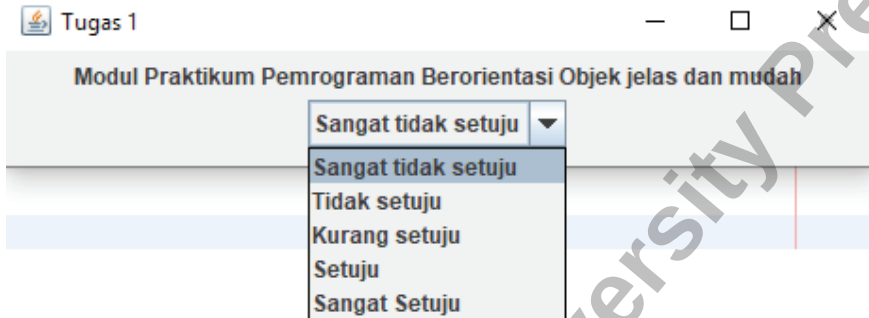 Tugas 1
Modul Praktikum Pemrograman Berorientasi Objek jelas dan mudah
Sangat tidak setuju
Sangat tidak setuju
Tidak setuju
Kurang setuju
Setuju
Sangat Setuju